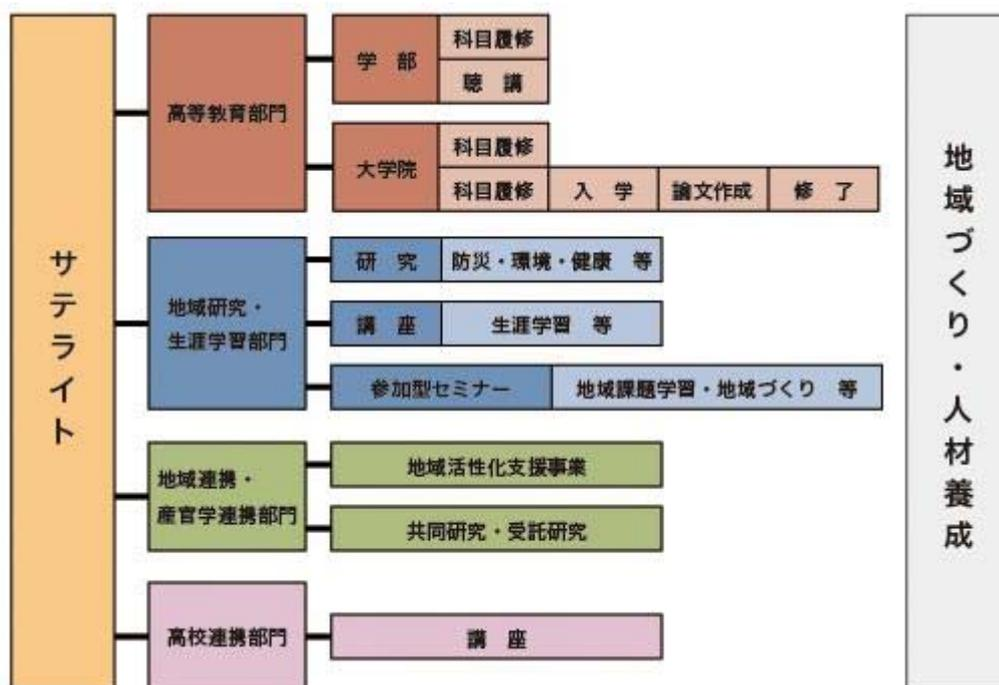 サテライト
高等教育部門
学 部
科目履修
聴 講
大学院
科目履修
科目履修
入 学
論文作成
修 了
地域研究・
生涯学習部門
研 究
防災・環境・健康 等
講 座
生涯学習 等
参加型セミナー
地域課題学習・地域づくり 等
地域連携・
産官学連携部門
地域活性化支援事業
共同研究・受託研究
高校連携部門
講 座
地域づくり・人材養成